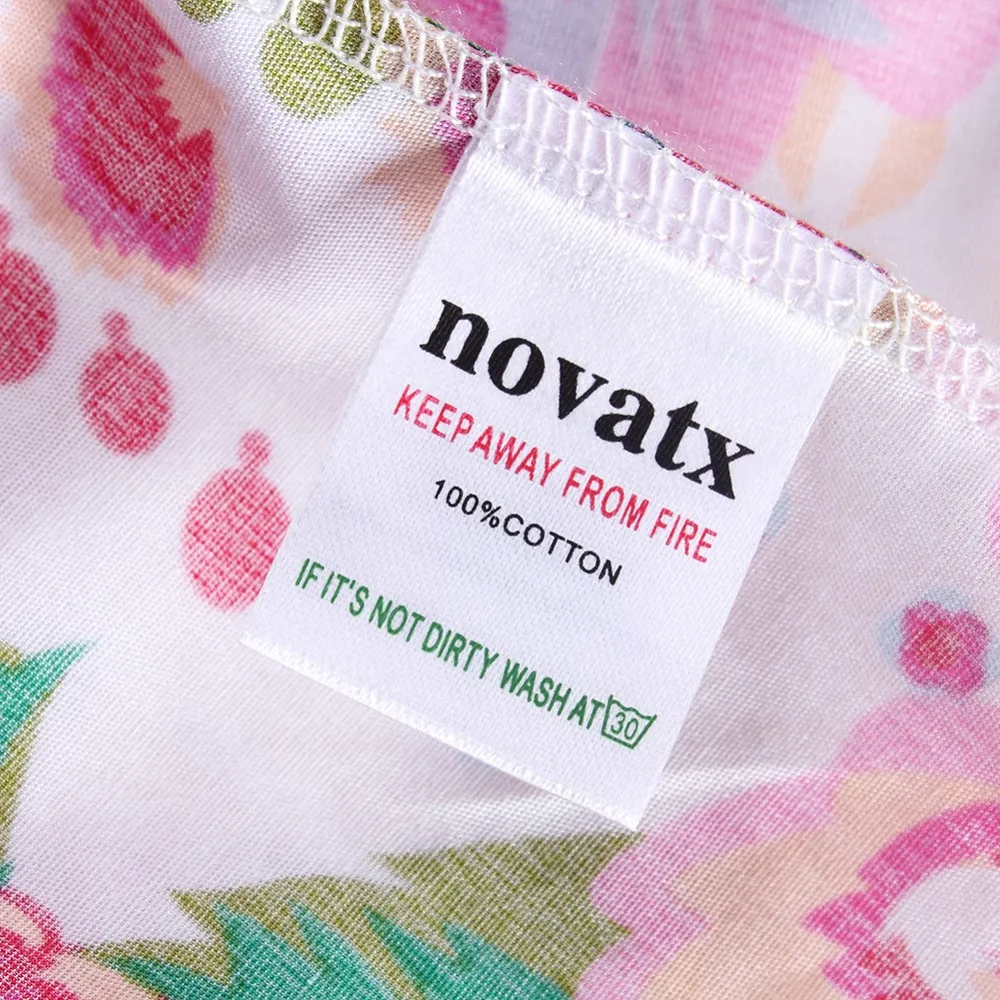 novatx
KEEP AWAY FROM FIRE
100%COTTON
IF IT'S NOT DIRTY WASH AT 30